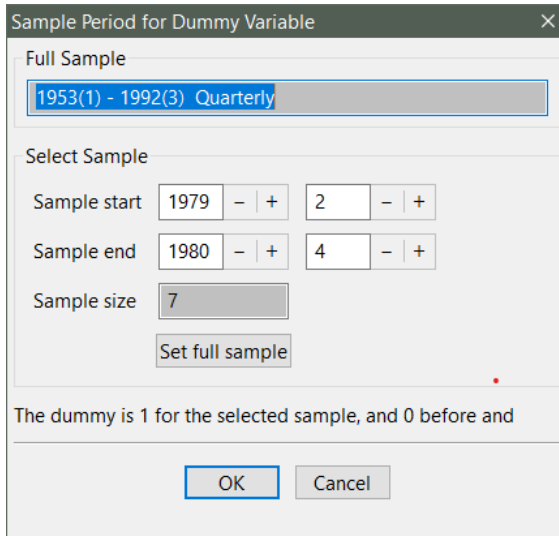 Sample Period for Dummy Variable ×
Full Sample
1953(1) - 1992(3) Quarterly
Select Sample
Sample start 1979 − + 2 − +
Sample end 1980 − + 4 − +
Sample size 7
Set full sample
The dummy is 1 for the selected sample, and 0 before and
OK Cancel